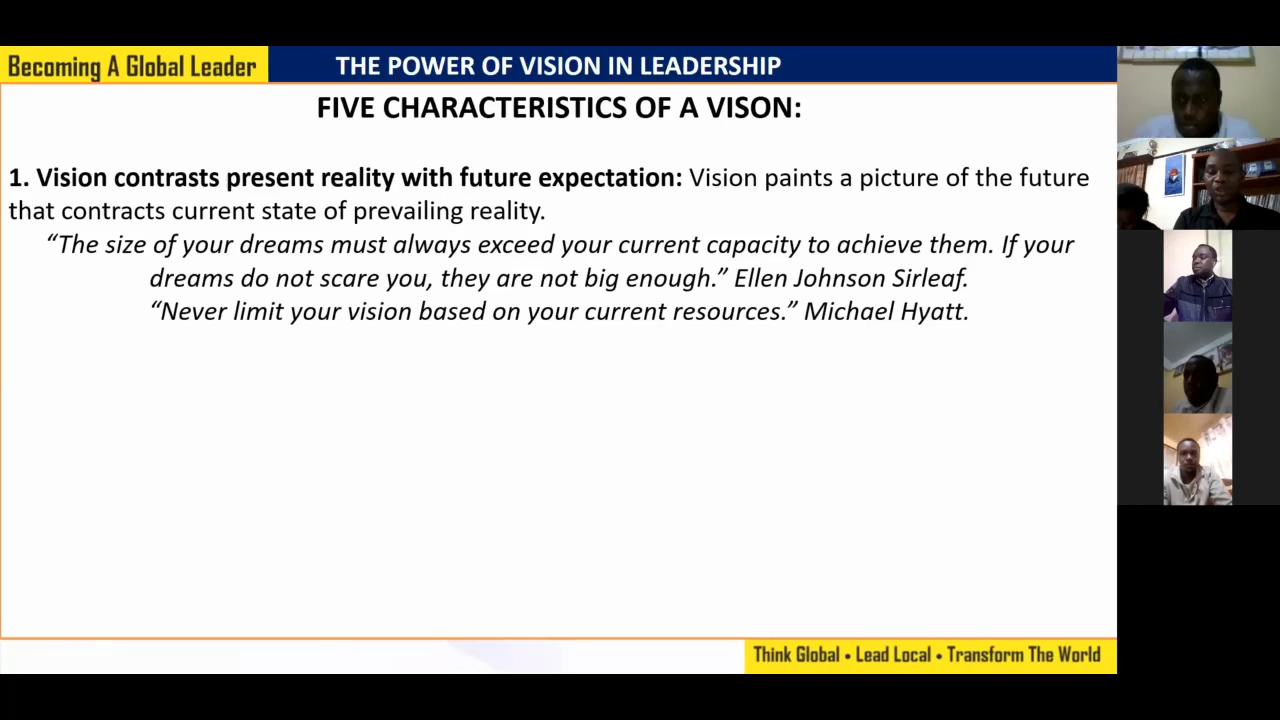 Becoming A Global Leader
THE POWER OF VISION IN LEADERSHIP
FIVE CHARACTERISTICS OF A VISON:
1. Vision contrasts present reality with future expectation: Vision paints a picture of the future
that contracts current state of prevailing reality.
“The size of your dreams must always exceed your current capacity to achieve them. If your
dreams do not scare you, they are not big enough.” Ellen Johnson Sirleaf.
“Never limit your vision based on your current resources.” Michael Hyatt.
Think Global • Lead Local • Transform The World